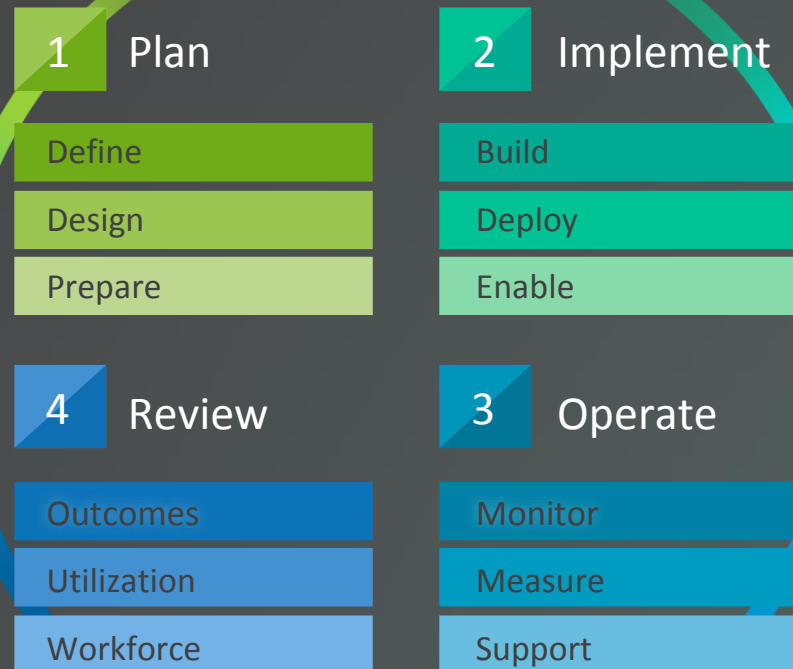 1 Plan
Define
Design
Prepare
2 Implement
Build
Deploy
Enable
4 Review
Outcomes
Utilization
Workforce
3 Operate
Monitor
Measure
Support